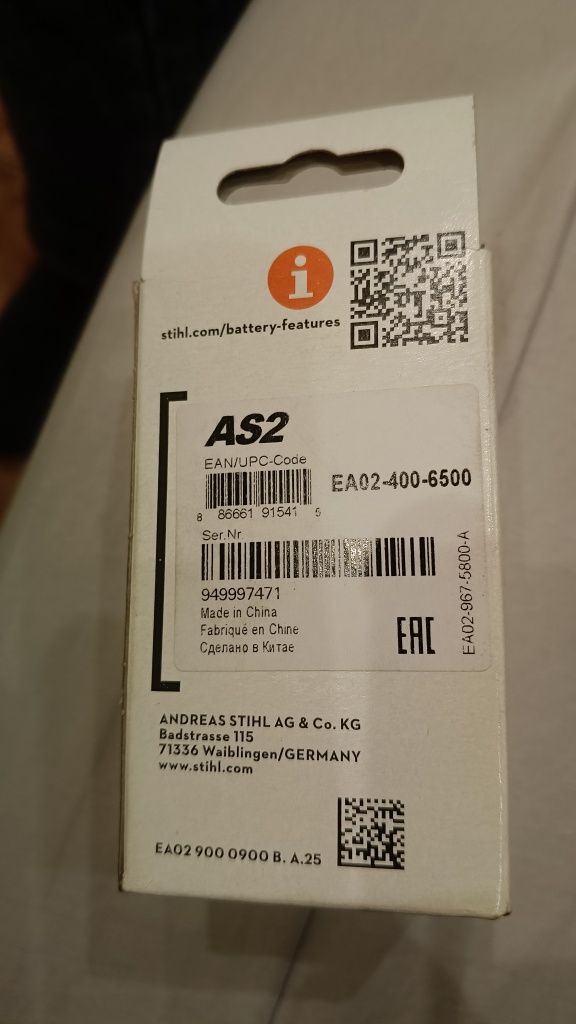 i
stihl.com/battery-features
AS2
EAN/UPC-Code
EA02-400-6500
8 86661 91541 5
Ser.Nr
949997471
Made in China
Fabriqué en Chine
Сделано в Китае
EAC
EA02-967-5800-A
ANDREAS STIHL AG & Co. KG
Badstrasse 115
71336 Waiblingen/GERMANY
www.stihl.com
EA02 900 0900 B. A.25